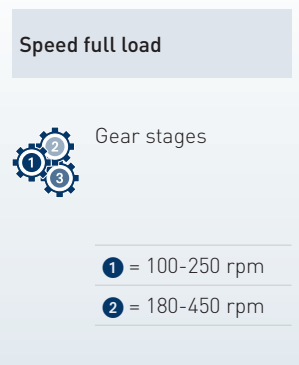 Speed full load
Gear stages
1
2
3
1 = 100-250 rpm
2 = 180-450 rpm